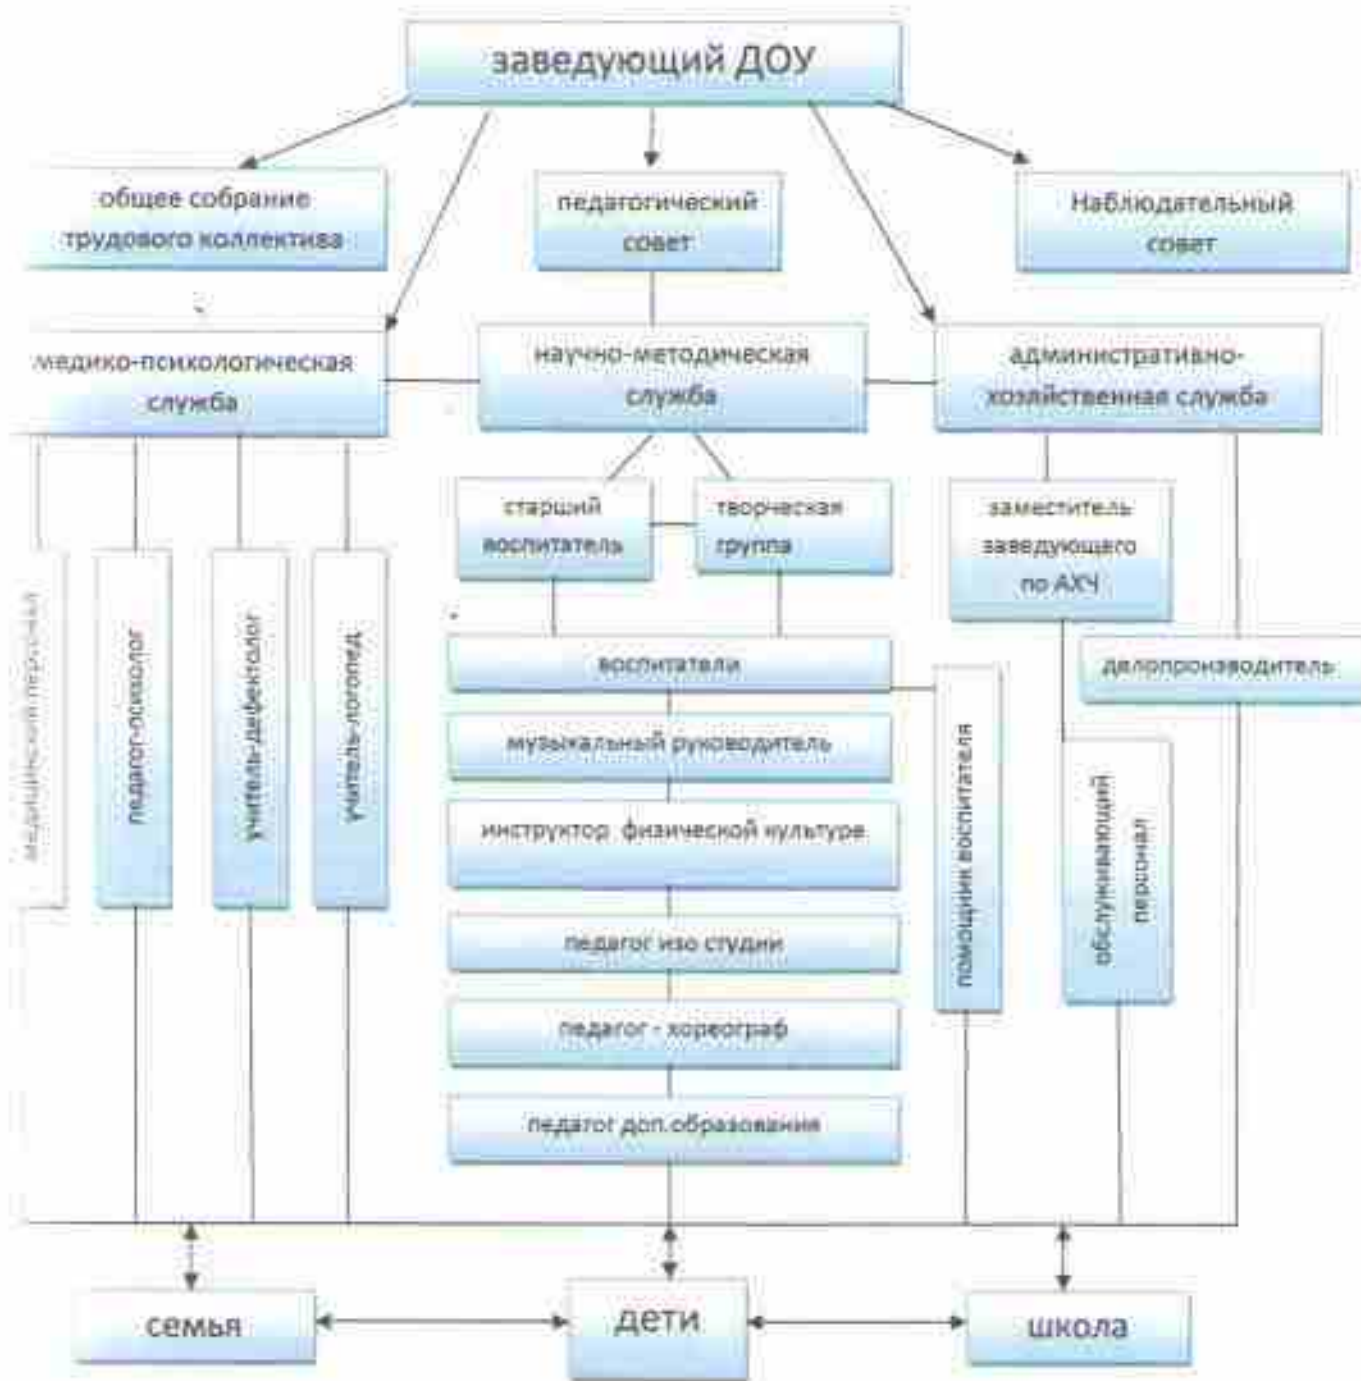 заведующий ДОУ
общее собрание
трудового коллектива
педагогический
совет
Наблюдательный
совет
медико-психологическая
служба
научно-методическая
служба
административно-
хозяйственная служба
старший
воспитатель
творческая
группа
заместитель
заведующего
по АХЧ
медицинский персонал
педагог-психолог
учитель-дефектолог
учитель-логопед
воспитатели
музыкальный руководитель
инструктор физической культуре
педагог изо студии
педагог - хореограф
педагог доп.образования
помощник воспитателя
делопроизводитель
обслуживающий
персонал
семья
дети
школа